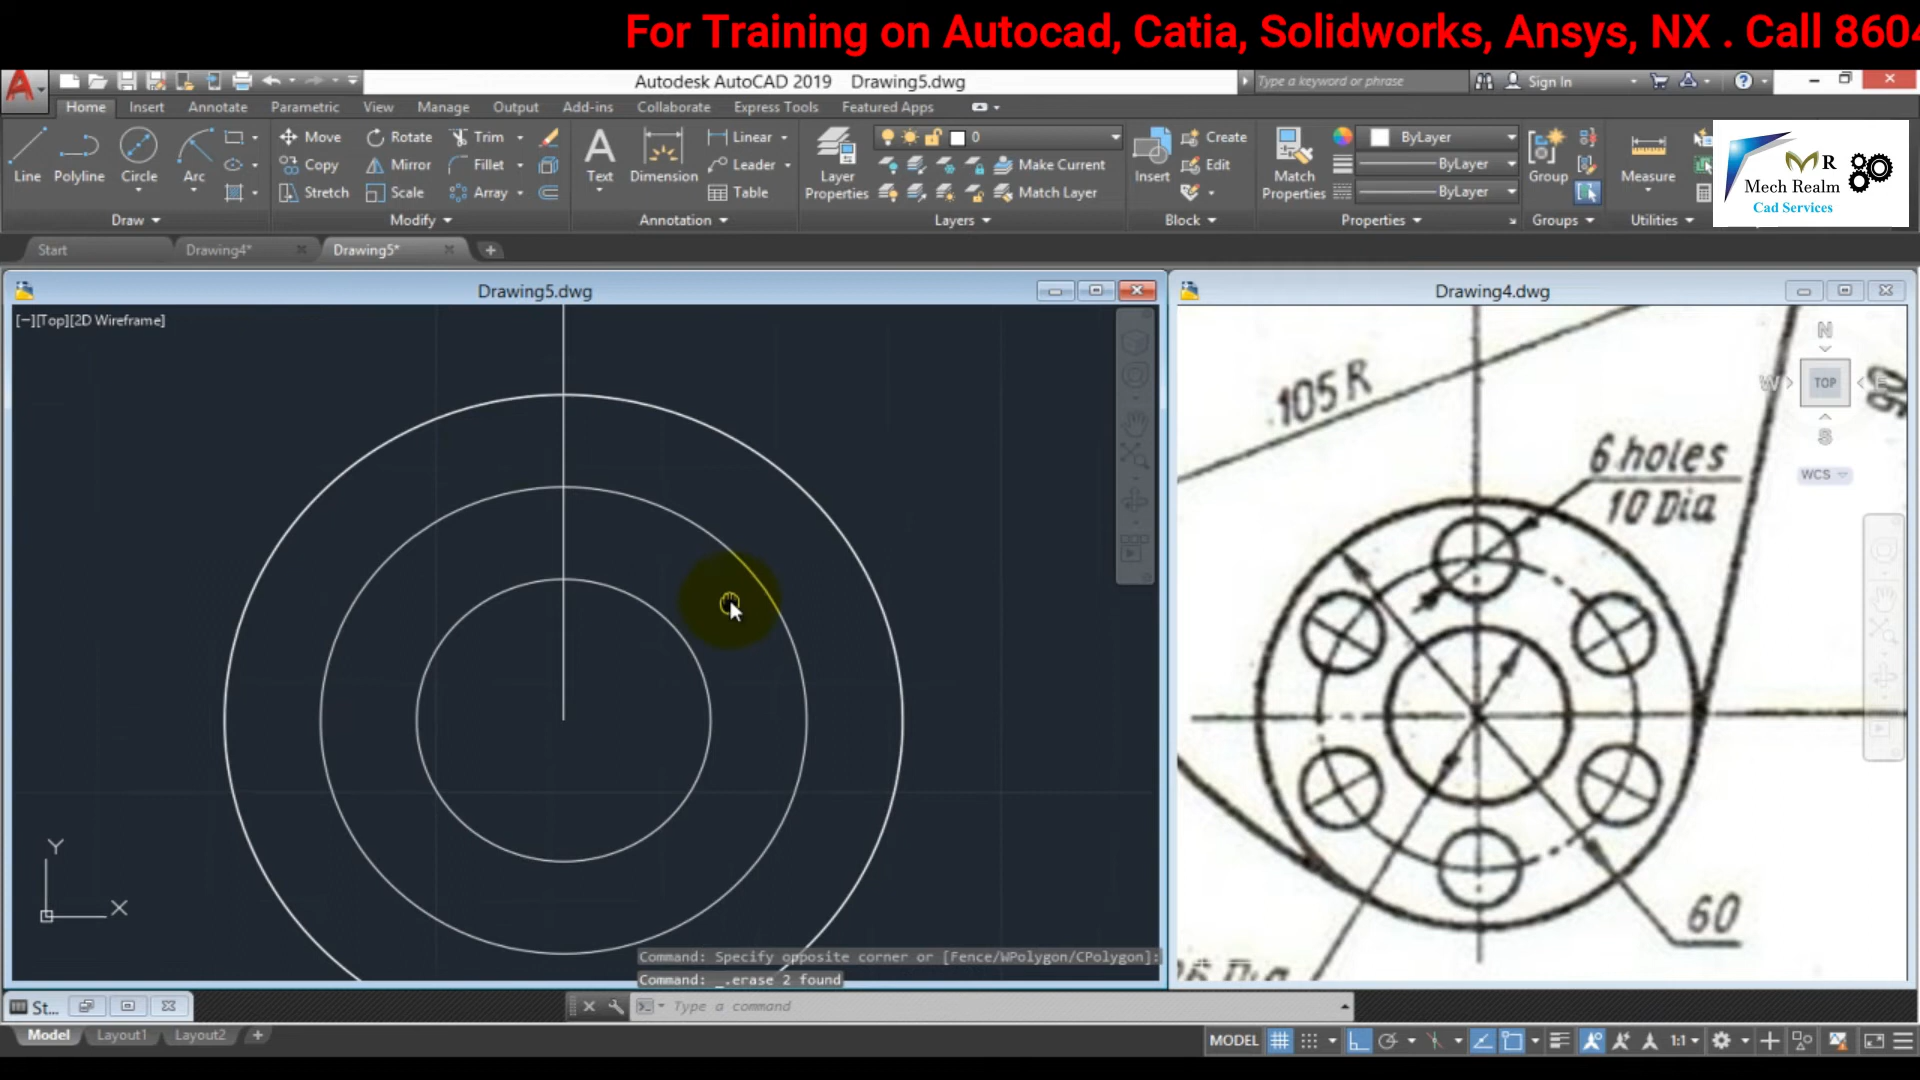 For Training on Autocad, Catia, Solidworks, Ansys, NX . Call 860
Autodesk AutoCAD 2019 Drawing5.dwg
Type a keyword or phrase
Sign In
Home Insert Annotate Parametric View Manage Output Add-ins Collaborate Express Tools Featured Apps
Line Polyline Circle Arc
Move Rotate Trim
Copy Mirror Fillet
Stretch Scale Array
Text Dimension
Linear
Leader
Table
Layer Properties
0
Make Current
Match Layer
Insert
Create
Edit
Match Properties
ByLayer
ByLayer
ByLayer
Group
Measure
MR
Mech Realm
Cad Services
Draw Modify Annotation Layers Block Properties Groups Utilities
Start Drawing4* Drawing5*
Drawing5.dwg
Drawing4.dwg
[−][Top][2D Wireframe]
105 R
6 holes
10 Dia
60
N
W TOP
S
WCS
Y
X
Command: Specify opposite corner or [Fence/WPolygon/CPolygon]:
Command: _.erase 2 found
St...
Type a command
Model Layout1 Layout2
MODEL
1:1